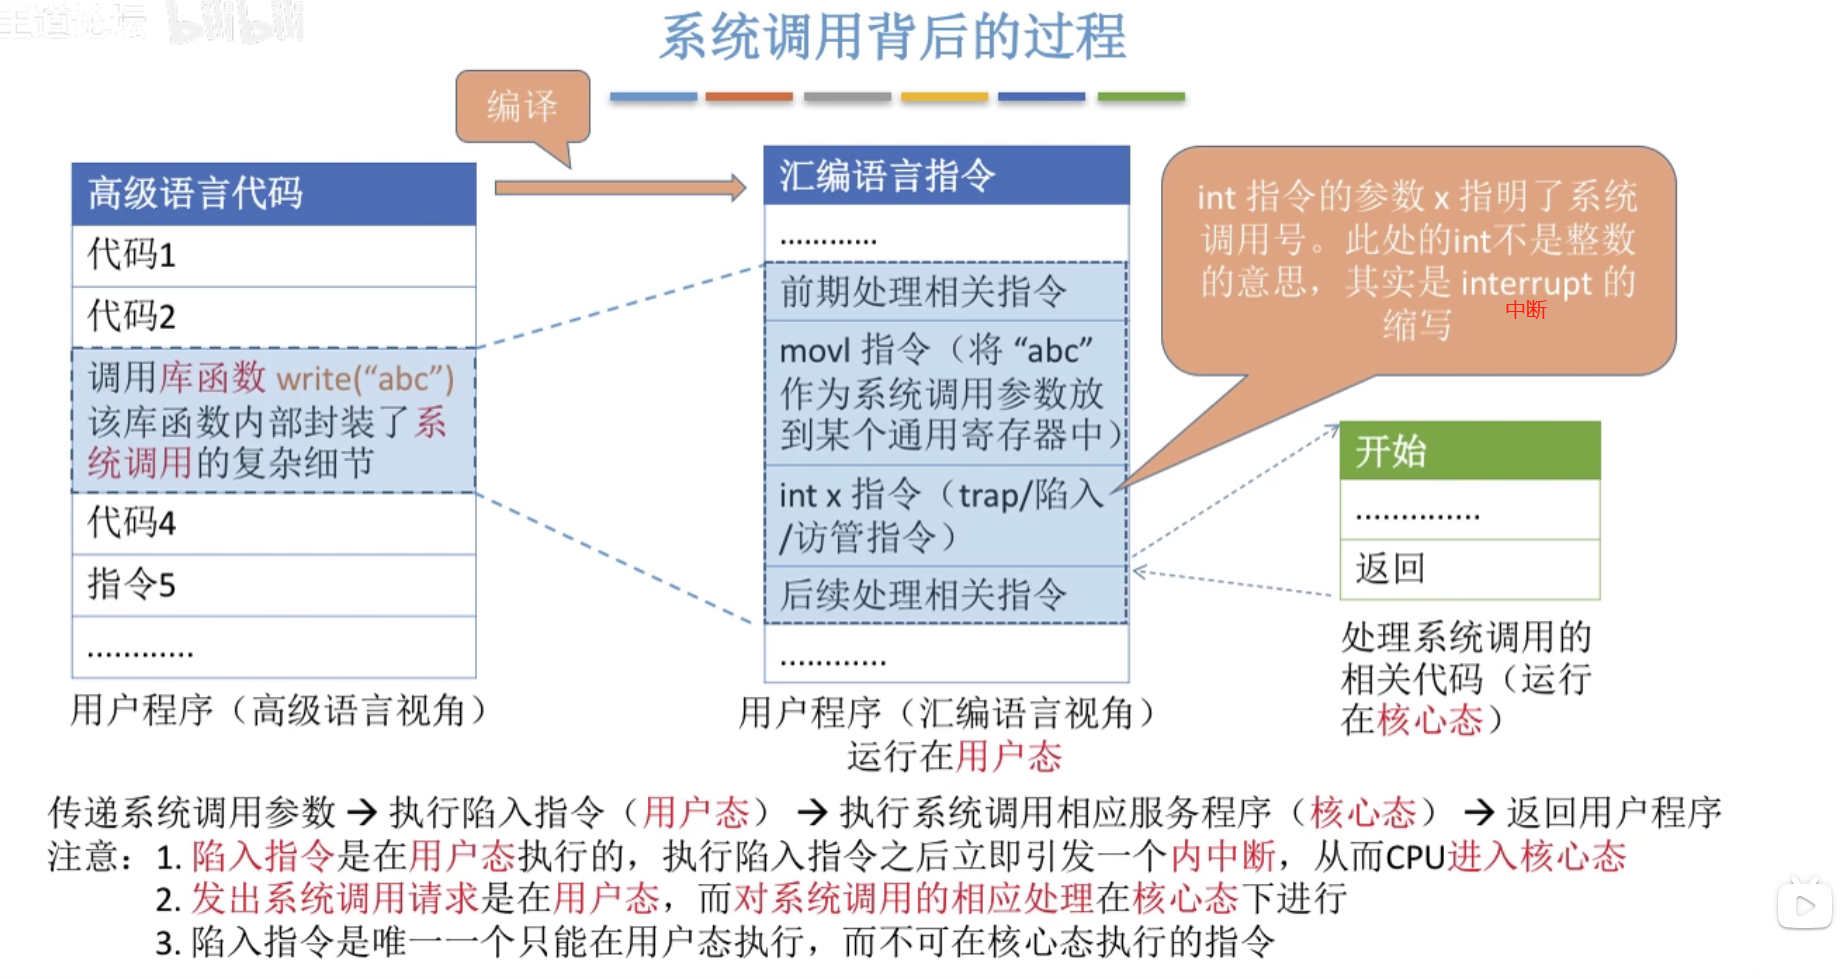 王道论坛 bilibili
系统调用背后的过程
编译
高级语言代码
代码1
代码2
调用库函数 write(“abc”)
该库函数内部封装了系
统调用的复杂细节
代码4
指令5
…………
用户程序（高级语言视角）
汇编语言指令
…………
前期处理相关指令
movl 指令（将 “abc”
作为系统调用参数放
到某个通用寄存器中）
int x 指令（trap/陷入
/访管指令）
后续处理相关指令
…………
用户程序（汇编语言视角）
运行在用户态
int 指令的参数 x 指明了系统
调用号。此处的int不是整数
的意思，其实是 interrupt 的
中断
缩写
开始
…………..
返回
处理系统调用的
相关代码（运行
在核心态）
传递系统调用参数 → 执行陷入指令（用户态） → 执行系统调用相应服务程序（核心态） → 返回用户程序
注意：1. 陷入指令是在用户态执行的，执行陷入指令之后立即引发一个内中断，从而CPU进入核心态
2. 发出系统调用请求是在用户态，而对系统调用的相应处理在核心态下进行
3. 陷入指令是唯一一个只能在用户态执行，而不可在核心态执行的指令